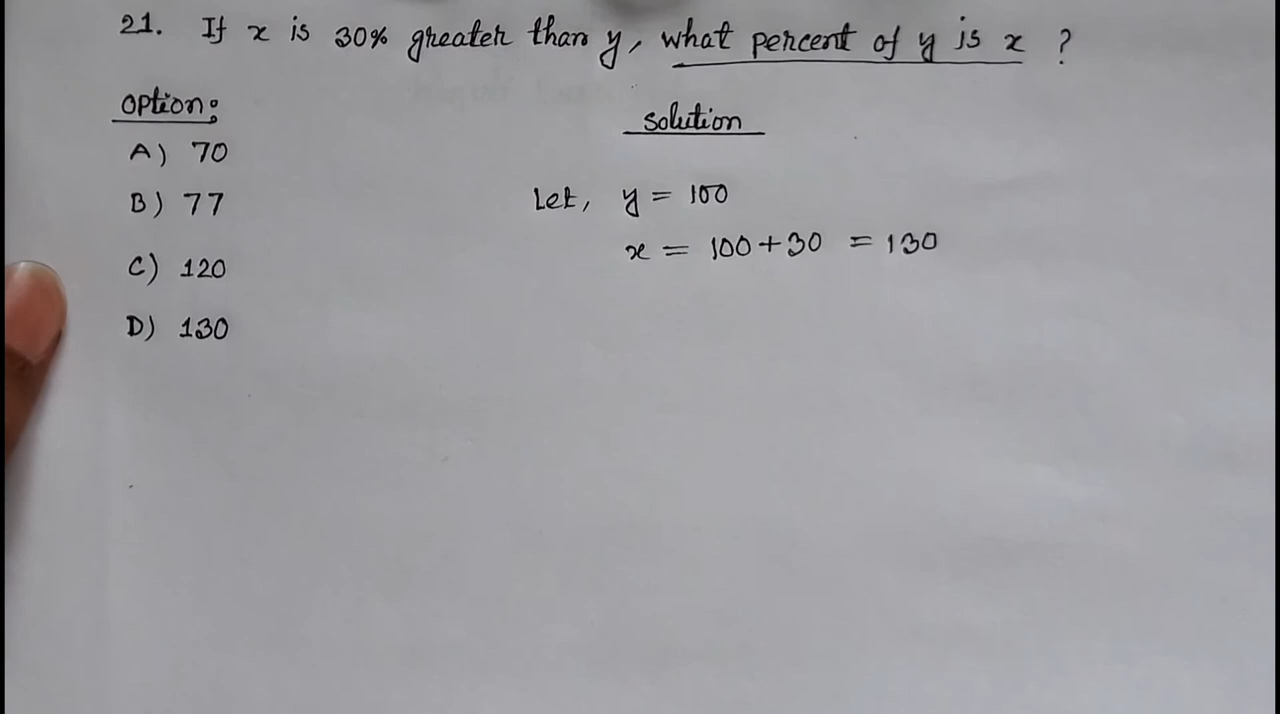 21. If x is 30% greater than y, what percent of y is x ?
option:
A) 70
B) 77
C) 120
D) 130
solution
Let, y = 100
x = 100+30 = 130